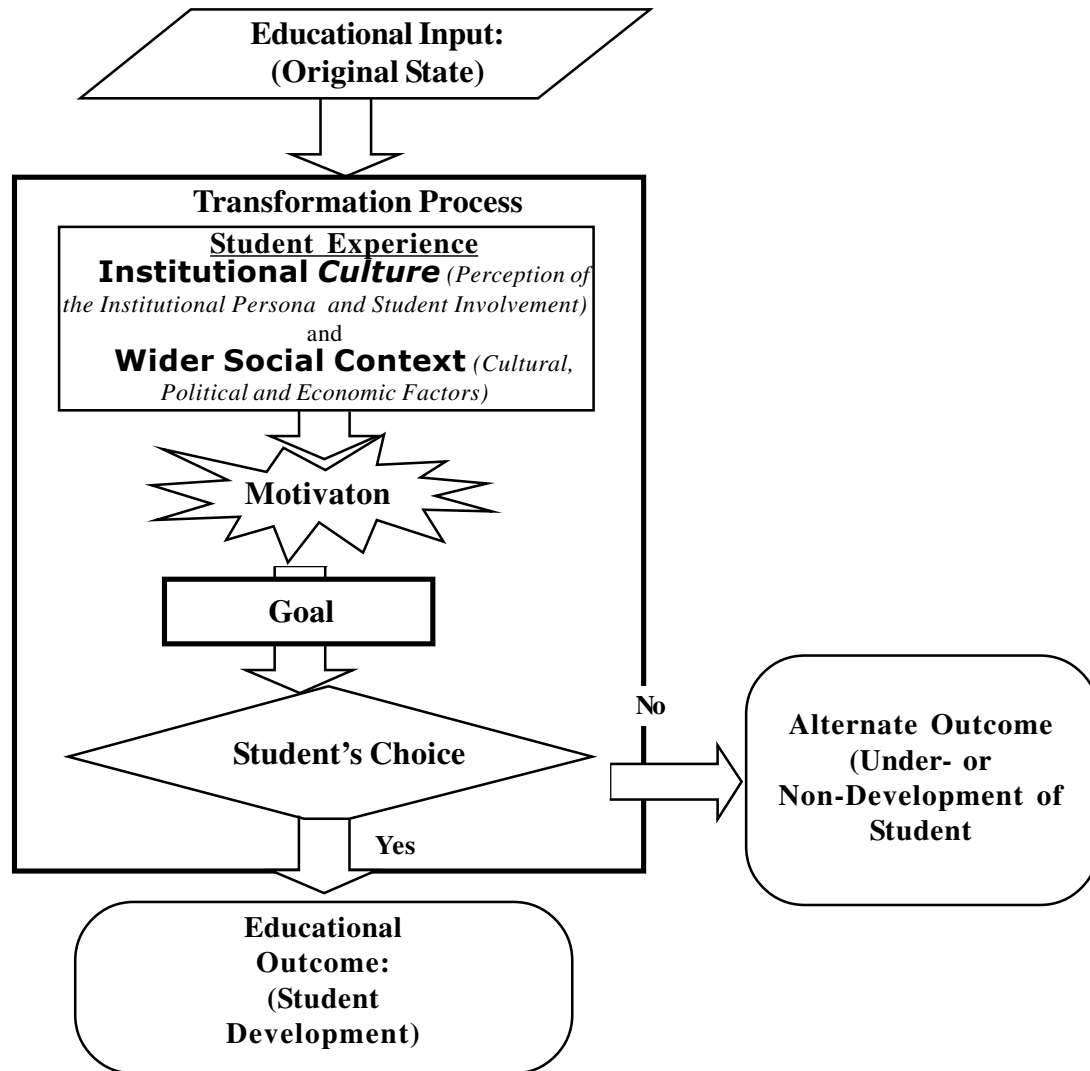 Educational Input:
(Original State)
Transformation Process
Student Experience
Institutional Culture (Perception of
the Institutional Persona and Student Involvement)
and
Wider Social Context (Cultural,
Political and Economic Factors)
Motivaton
Goal
Student’s Choice
No
Alternate Outcome
(Under- or
Non-Development of
Student
Yes
Educational
Outcome:
(Student
Development)